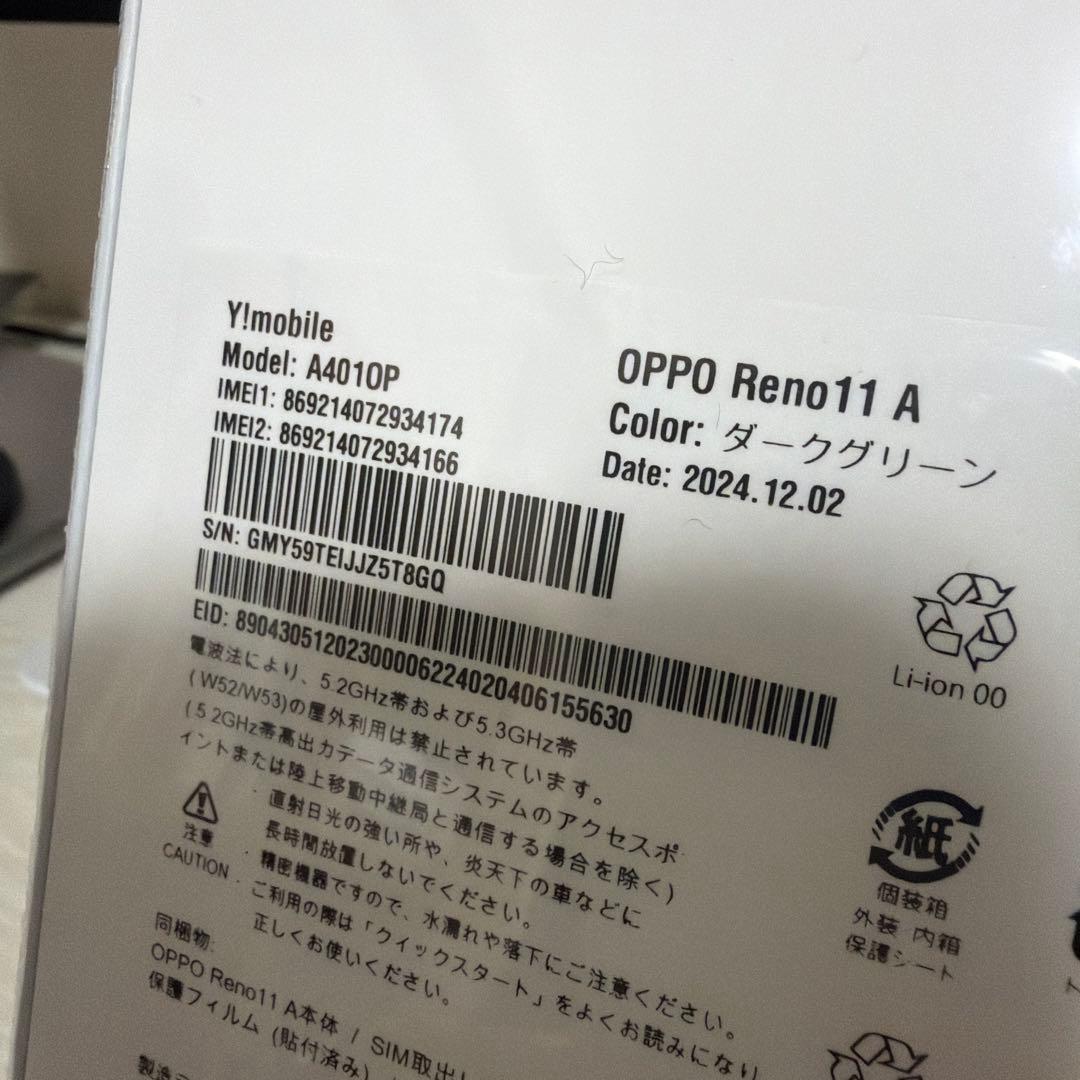 Y!mobile
Model: A401OP
IMEI1: 869214072934174
IMEI2: 869214072934166
S/N: GMY59TEIJJZ5T8GQ
EID: 89043051202300006224020406155630
OPPO Reno11 A
Color: ダークグリーン
Date: 2024.12.02
Li-ion 00
電波法により、5.2GHz帯および5.3GHz帯
(W52/W53)の屋外利用は禁止されています。
(5.2GHz帯高出力データ通信システムのアクセスポ
イントまたは陸上移動中継局と通信する場合を除く)
注意
CAUTION
・直射日光の強い所や、炎天下の車などに
長時間放置しないでください。
・精密機器ですので、水濡れや落下にご注意ください。
・ご利用の際は「クイックスタート」をよくお読みになり
正しくお使いください。
紙
個装箱
外装 内箱
保護シート
同梱物:
OPPO Reno11 A本体 / SIM取出し
保護フィルム (貼付済み)
製造